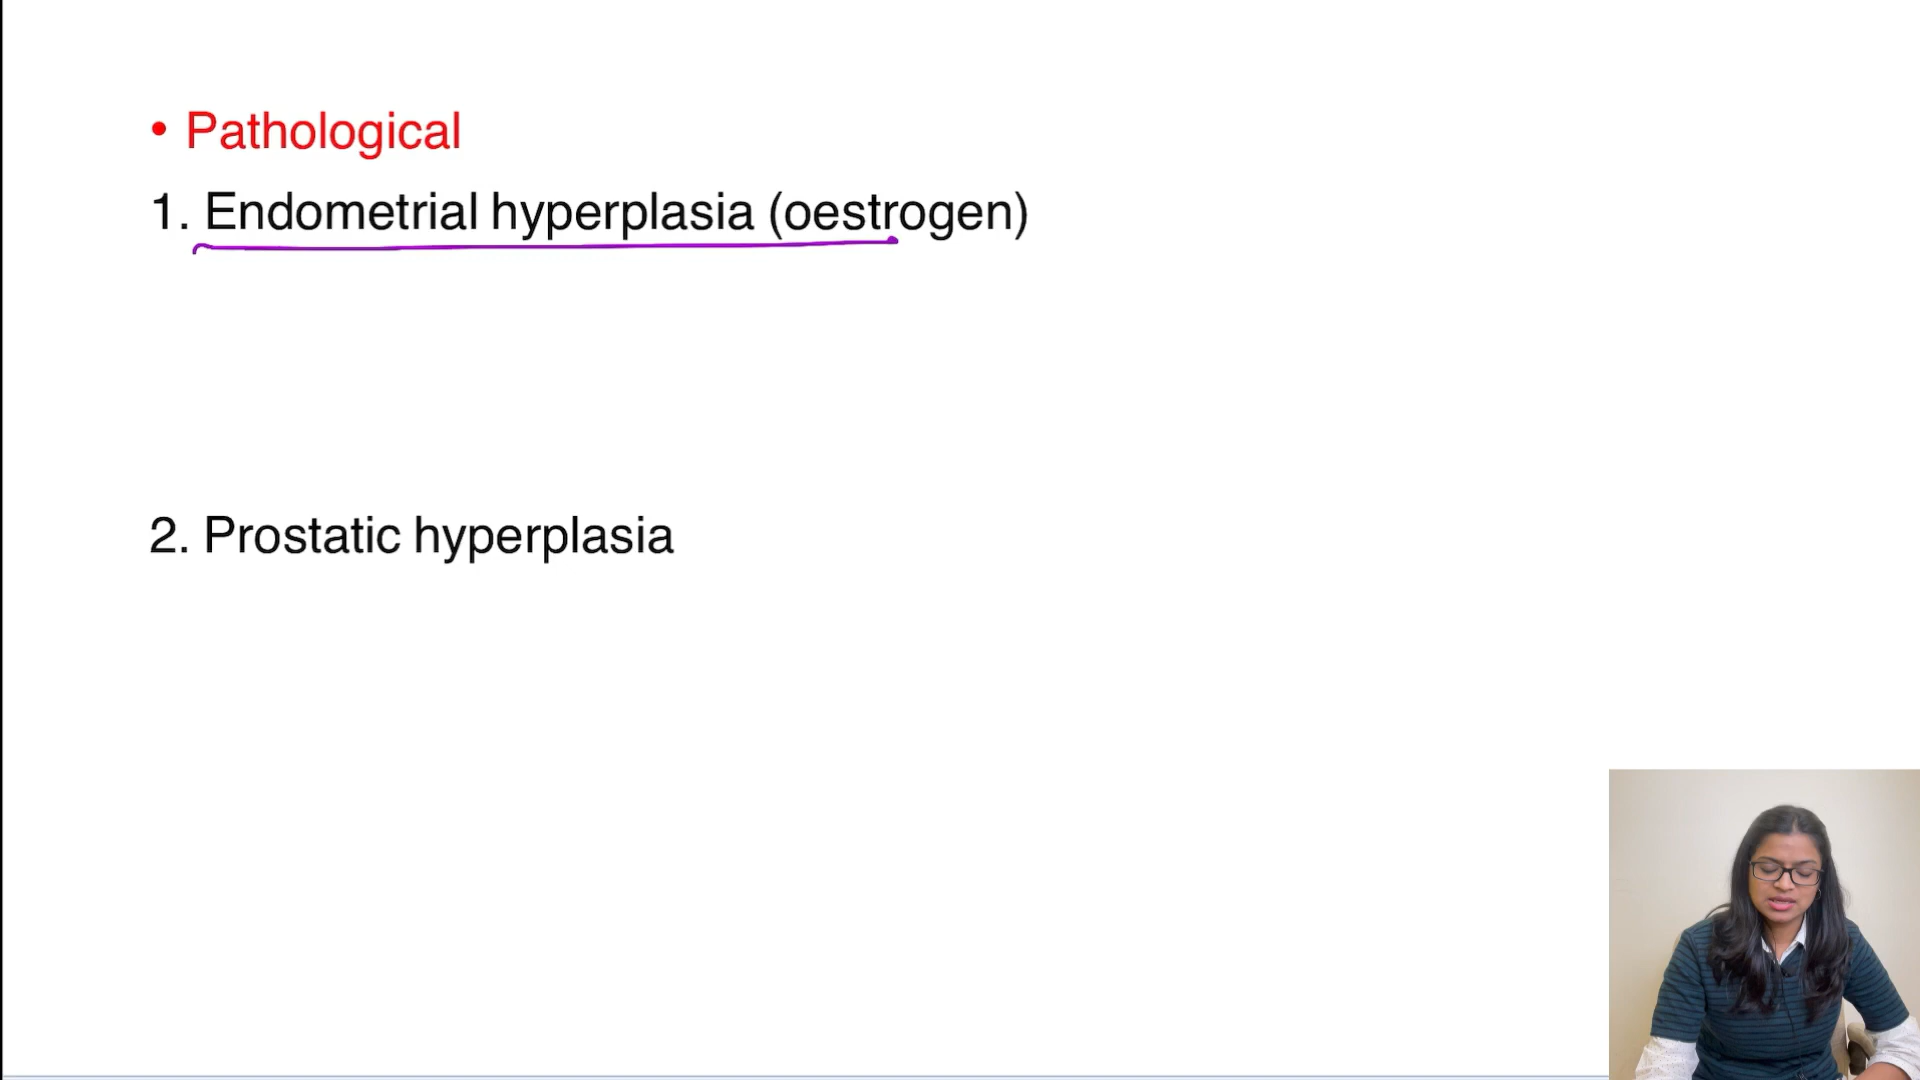 • Pathological
1. Endometrial hyperplasia (oestrogen)
2. Prostatic hyperplasia